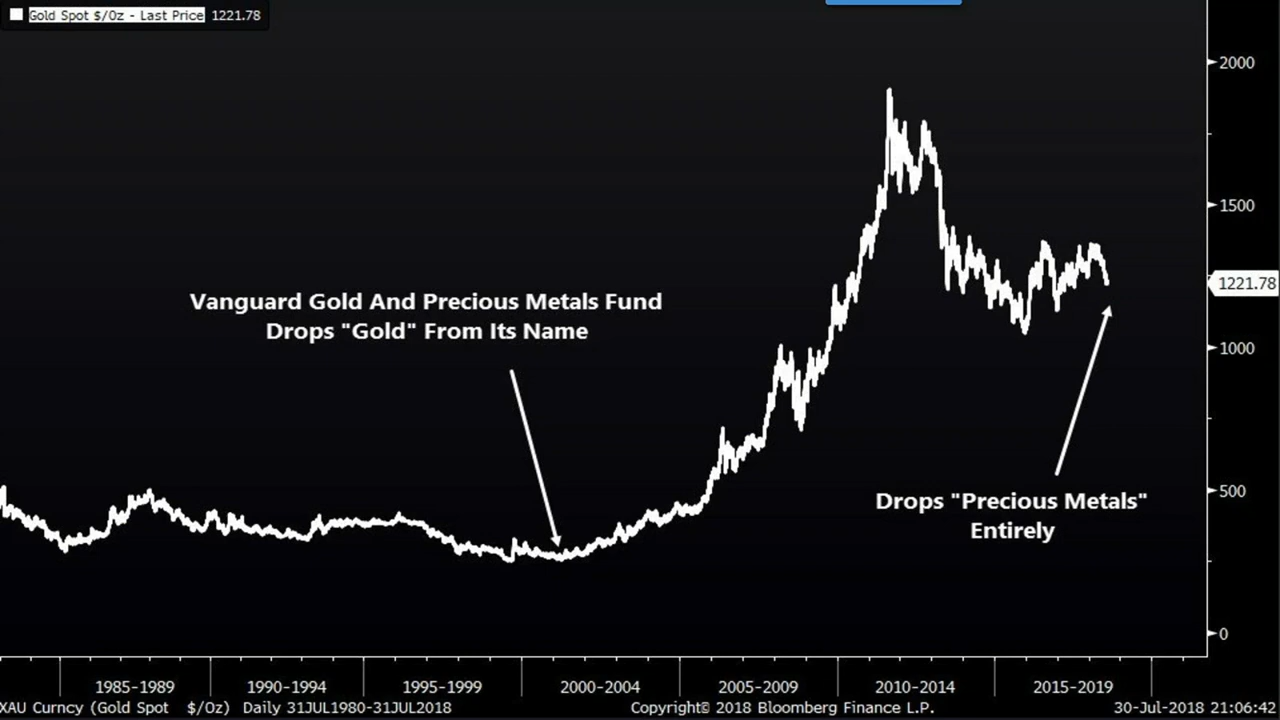 Gold Spot $/Oz - Last Price 1221.78
2000
1500
1221.78
Vanguard Gold And Precious Metals Fund
Drops "Gold" From Its Name
1000
Drops "Precious Metals"
Entirely
500
0
1985-1989 1990-1994 1995-1999 2000-2004 2005-2009 2010-2014 2015-2019
XAU Curncy (Gold Spot $/Oz) Daily 31JUL1980-31JUL2018 Copyright© 2018 Bloomberg Finance L.P. 30-Jul-2018 21:06:42